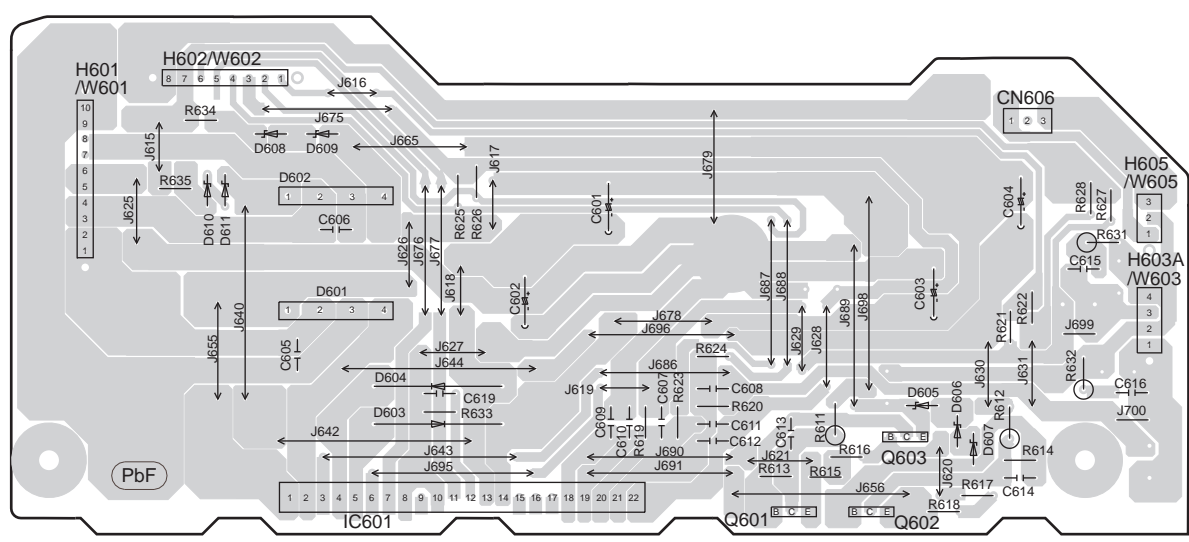 H602/W602
8 7 6 5 4 3 2 1
H601
/W601
10
9
8
7
6
5
4
3
2
1
J616
R634
J675
D608
D609
J615
J665
J617
J679
CN606
1 2 3
H605
/W605
3
2
1
R635
D602
1 2 3 4
J625
D610
D611
C606
J626
J676
J677
R625
R626
C601
C604
R628
R627
R631
C615
H603A
/W603
4
3
2
1
J640
J655
D601
1 2 3 4
C605
J618
C602
J687
J688
J689
J698
C603
J678
J696
J629
J628
R621
R622
J699
J627
J644
R624
J686
D604
C619
J619
C607
R623
C608
J630
J631
R632
C616
D603
R633
C609
C610
R619
R620
C611
C612
C613
R611
D605
D606
R612
J700
J642
J643
J695
J690
J691
J621
R613
R615
R616
B C E
Q603
D607
J620
R614
C614
R617
PbF
1 2 3 4 5 6 7 8 9 10 11 12 13 14 15 16 17 18 19 20 21 22
IC601
J656
R618
Q601
B C E
B C E
Q602